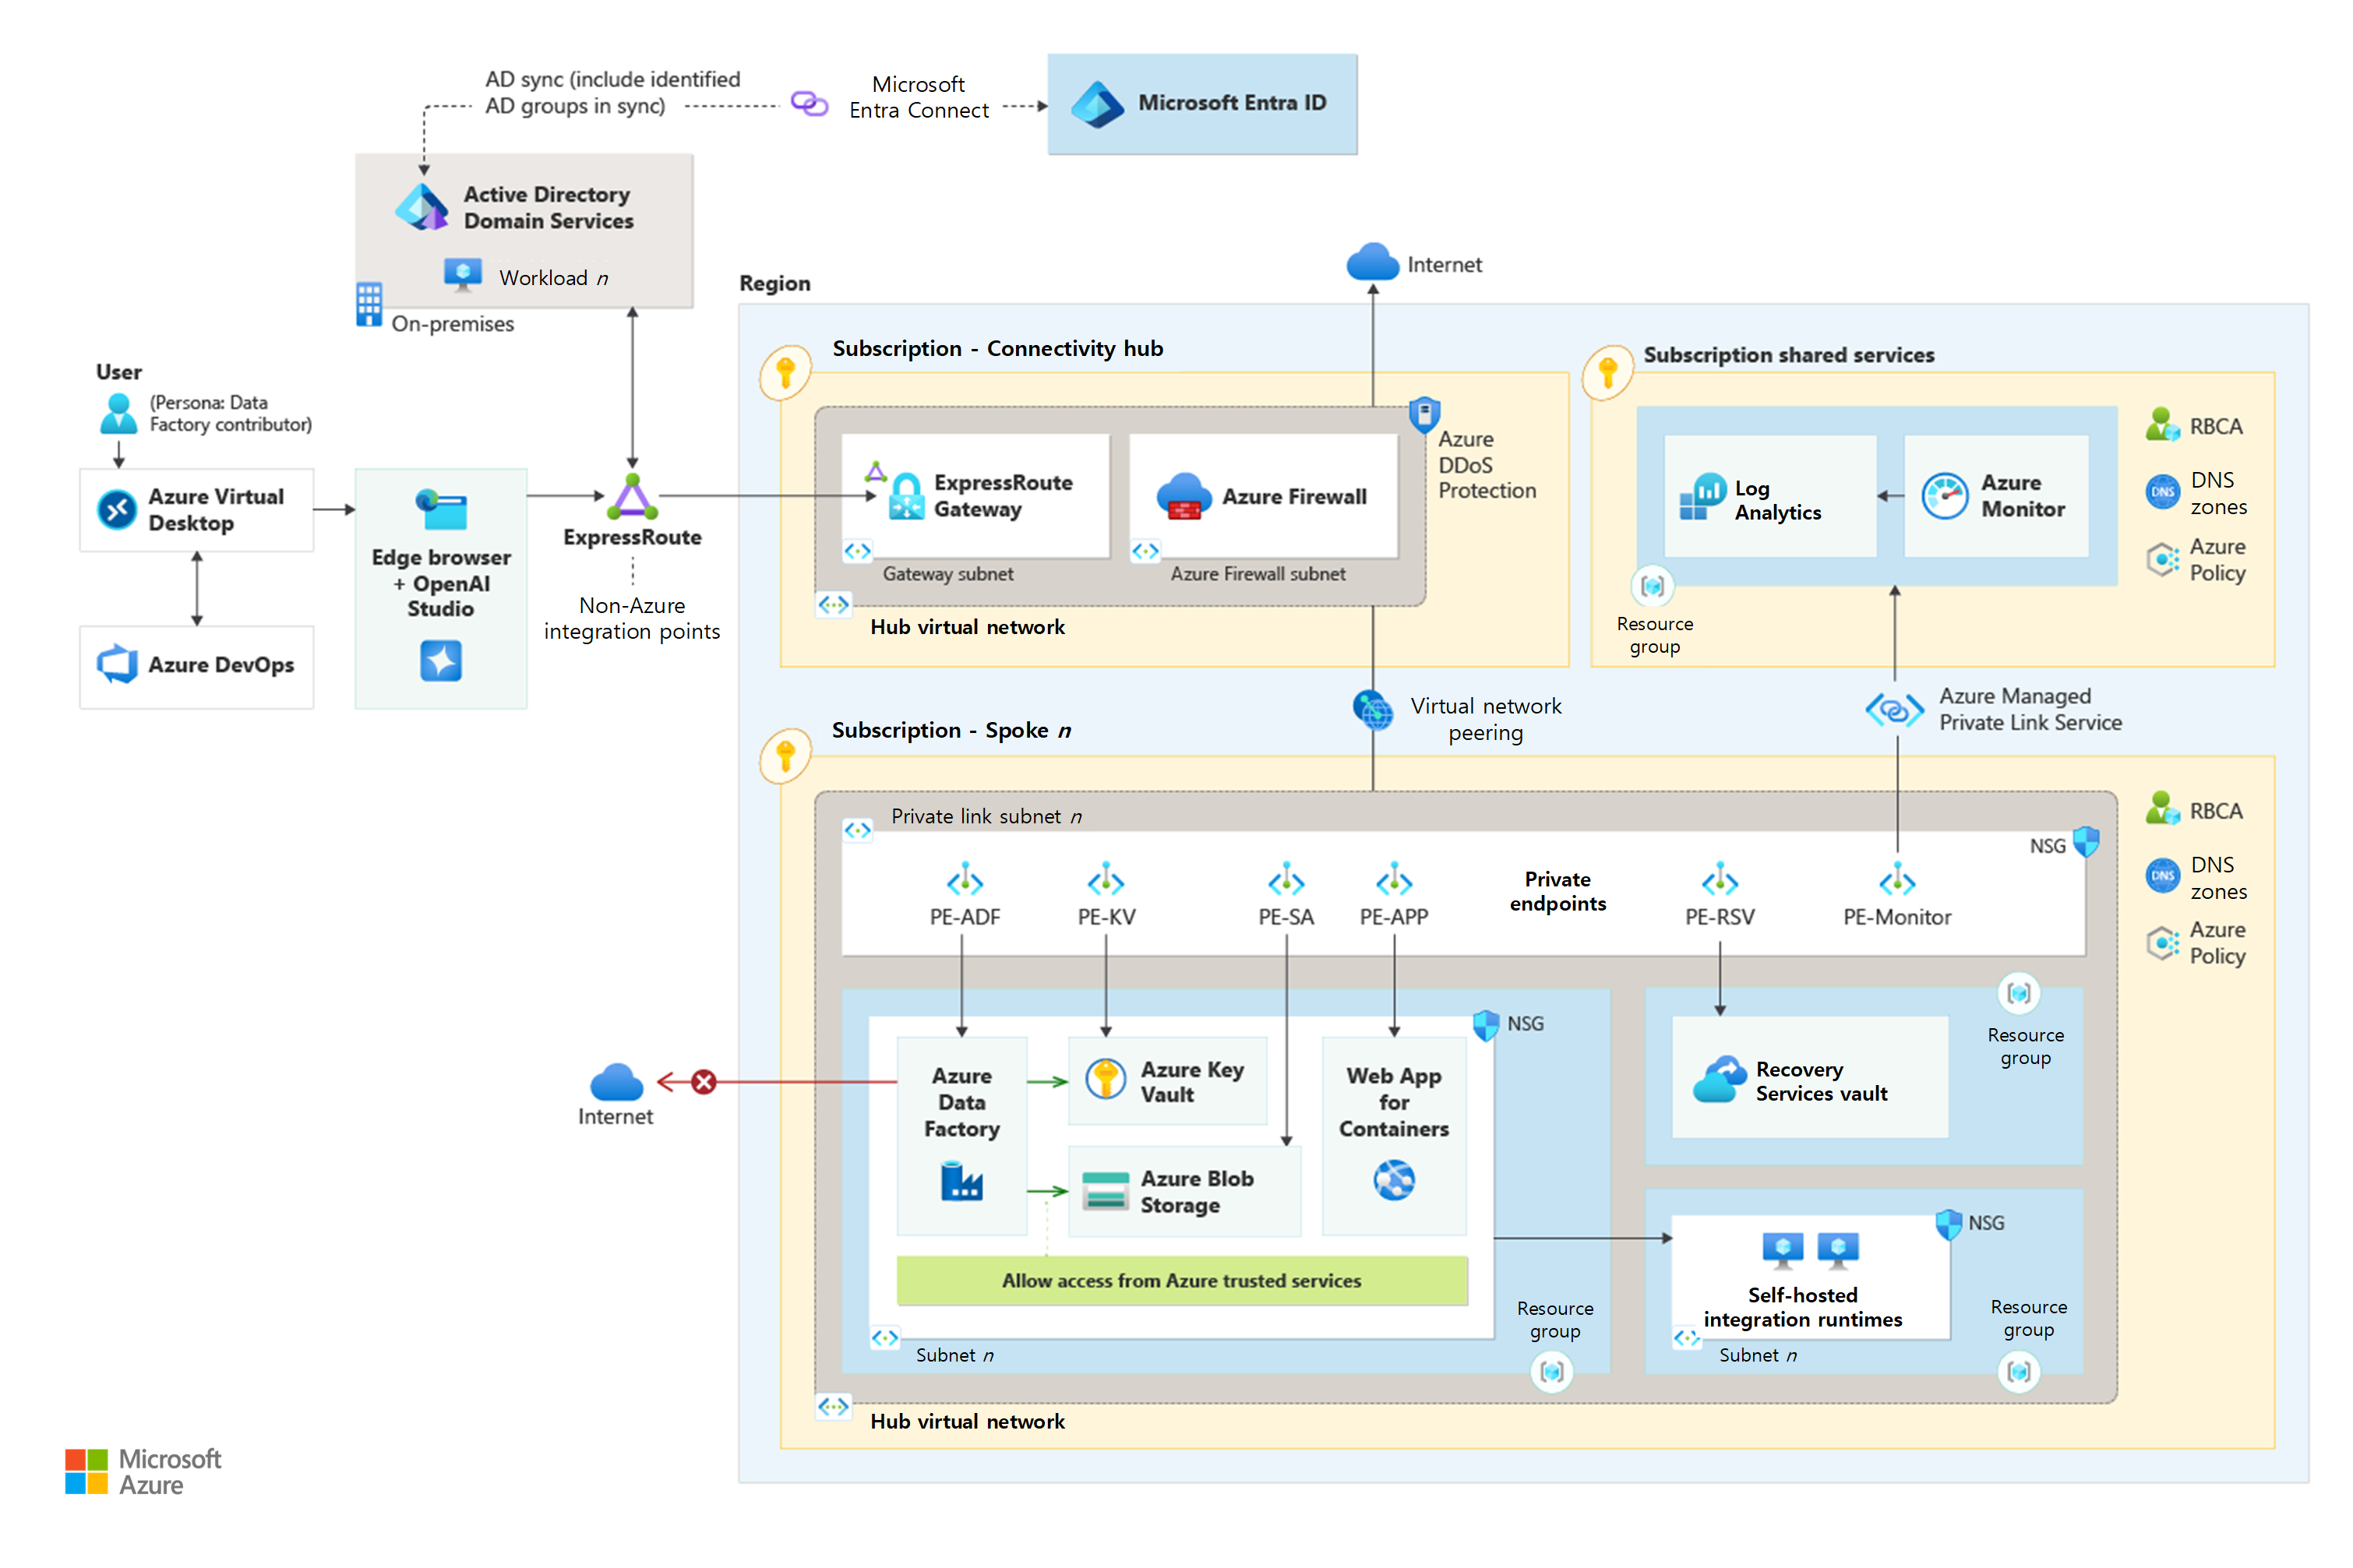 AD sync (include identified
AD groups in sync)
Microsoft
Entra Connect
Microsoft Entra ID
Active Directory
Domain Services
Workload n
On-premises
Internet
Region
User
(Persona: Data
Factory contributor)
Azure Virtual
Desktop
Azure DevOps
Edge browser
+ OpenAI
Studio
ExpressRoute
Non-Azure
integration points
Subscription - Connectivity hub
ExpressRoute
Gateway
Gateway subnet
Azure Firewall
Azure Firewall subnet
Hub virtual network
Azure
DDoS
Protection
Subscription shared services
Log
Analytics
Azure
Monitor
Resource
group
RBCA
DNS
DNS
zones
Azure
Policy
Virtual network
peering
Azure Managed
Private Link Service
Subscription - Spoke n
Private link subnet n
NSG
PE-ADF
PE-KV
PE-SA
PE-APP
Private
endpoints
PE-RSV
PE-Monitor
RBCA
DNS
DNS
zones
Azure
Policy
Internet
NSG
Azure
Data
Factory
Azure Key
Vault
Azure Blob
Storage
Web App
for
Containers
Allow access from Azure trusted services
Subnet n
Resource
group
Resource
group
Recovery
Services vault
NSG
Self-hosted
integration runtimes
Subnet n
Resource
group
Hub virtual network
Microsoft
Azure